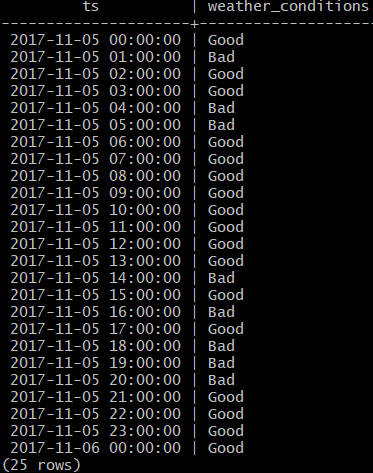 ts | weather_conditions
---------------------+--------------------
2017-11-05 00:00:00 | Good
2017-11-05 01:00:00 | Bad
2017-11-05 02:00:00 | Good
2017-11-05 03:00:00 | Good
2017-11-05 04:00:00 | Bad
2017-11-05 05:00:00 | Bad
2017-11-05 06:00:00 | Good
2017-11-05 07:00:00 | Good
2017-11-05 08:00:00 | Good
2017-11-05 09:00:00 | Good
2017-11-05 10:00:00 | Good
2017-11-05 11:00:00 | Good
2017-11-05 12:00:00 | Good
2017-11-05 13:00:00 | Good
2017-11-05 14:00:00 | Bad
2017-11-05 15:00:00 | Good
2017-11-05 16:00:00 | Bad
2017-11-05 17:00:00 | Good
2017-11-05 18:00:00 | Bad
2017-11-05 19:00:00 | Bad
2017-11-05 20:00:00 | Bad
2017-11-05 21:00:00 | Good
2017-11-05 22:00:00 | Good
2017-11-05 23:00:00 | Good
2017-11-06 00:00:00 | Good
(25 rows)